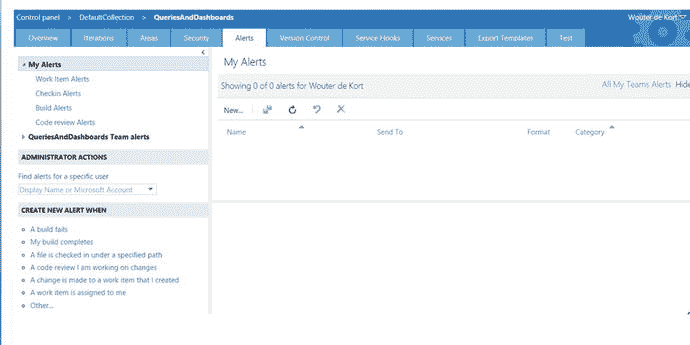 Control panel > DefaultCollection > QueriesAndDashboards Wouter de Kort
Overview Iterations Areas Security Alerts Version Control Service Hooks Services Export Templates Test
My Alerts
Work Item Alerts
Checkin Alerts
Build Alerts
Code review Alerts
QueriesAndDashboards Team alerts
ADMINISTRATOR ACTIONS
Find alerts for a specific user
Display Name or Microsoft Account
CREATE NEW ALERT WHEN
A build fails
My build completes
A file is checked in under a specified path
A code review I am working on changes
A change is made to a work item that I created
A work item is assigned to me
Other...
My Alerts
Showing 0 of 0 alerts for Wouter de Kort All My Teams Alerts Hide
New...
Name Send To Format Category